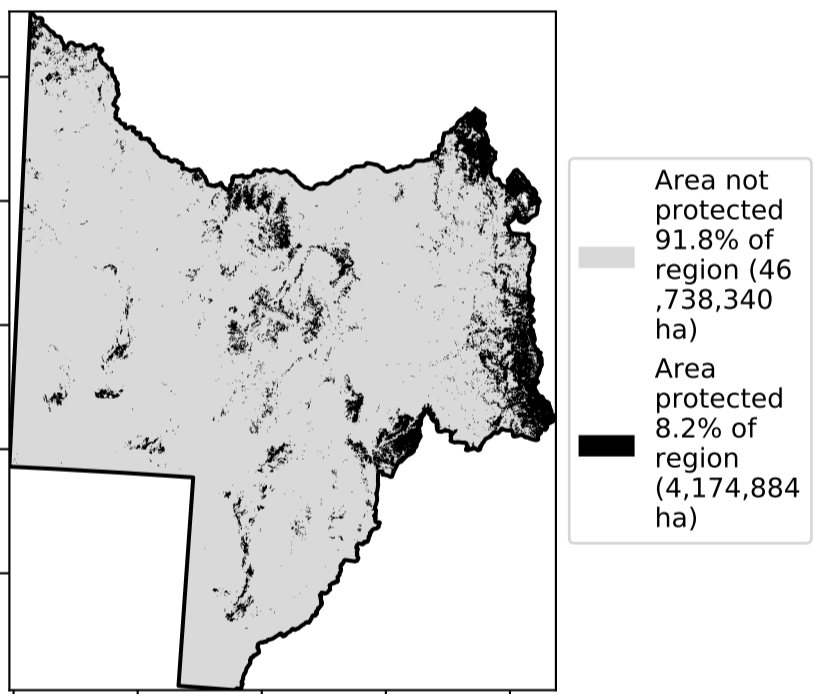 Area not
protected
91.8% of
region (46
,738,340
ha)
Area
protected
8.2% of
region
(4,174,884
ha)